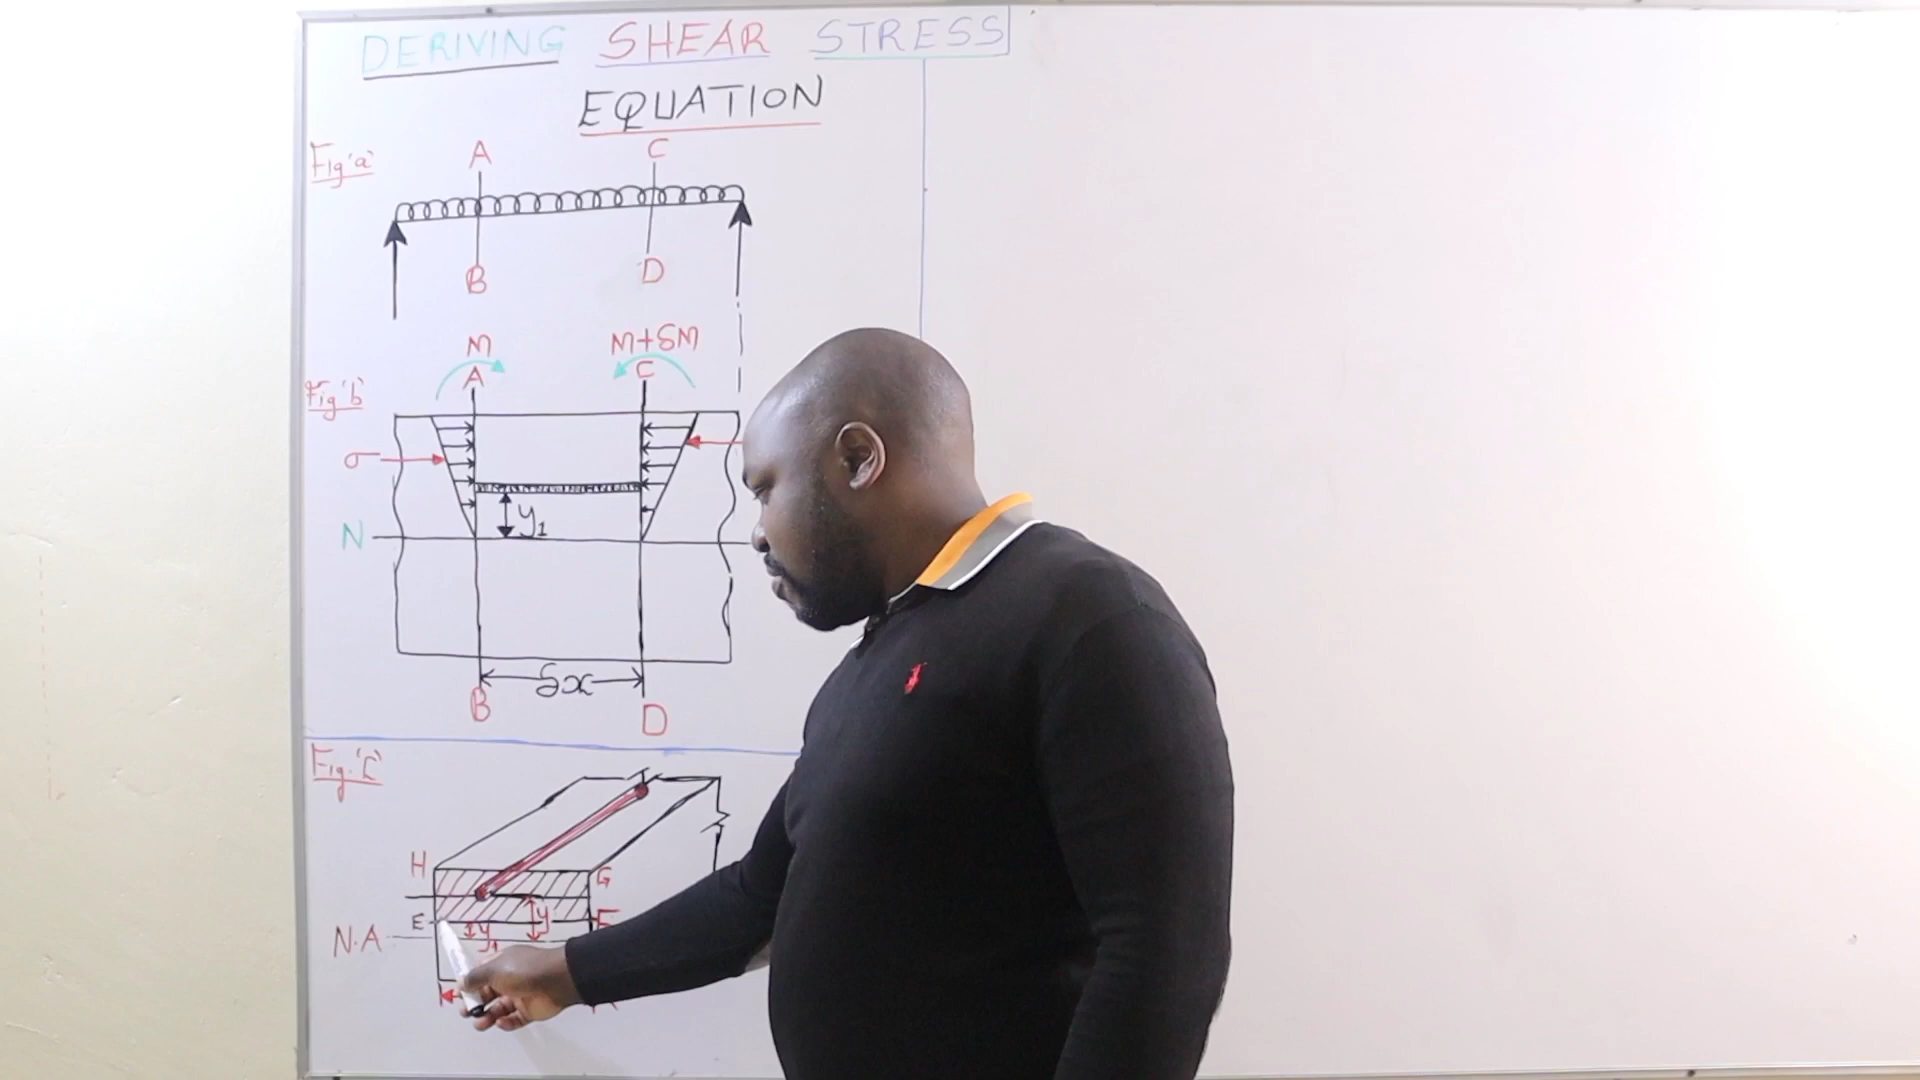 DERIVING SHEAR STRESS
EQUATION
Fig 'a'
A C
B D
M M+δM
A C
Fig 'b'
σ
y₁
N
δx
B D
Fig. 'c'
H G
E y F
y₁
N.A